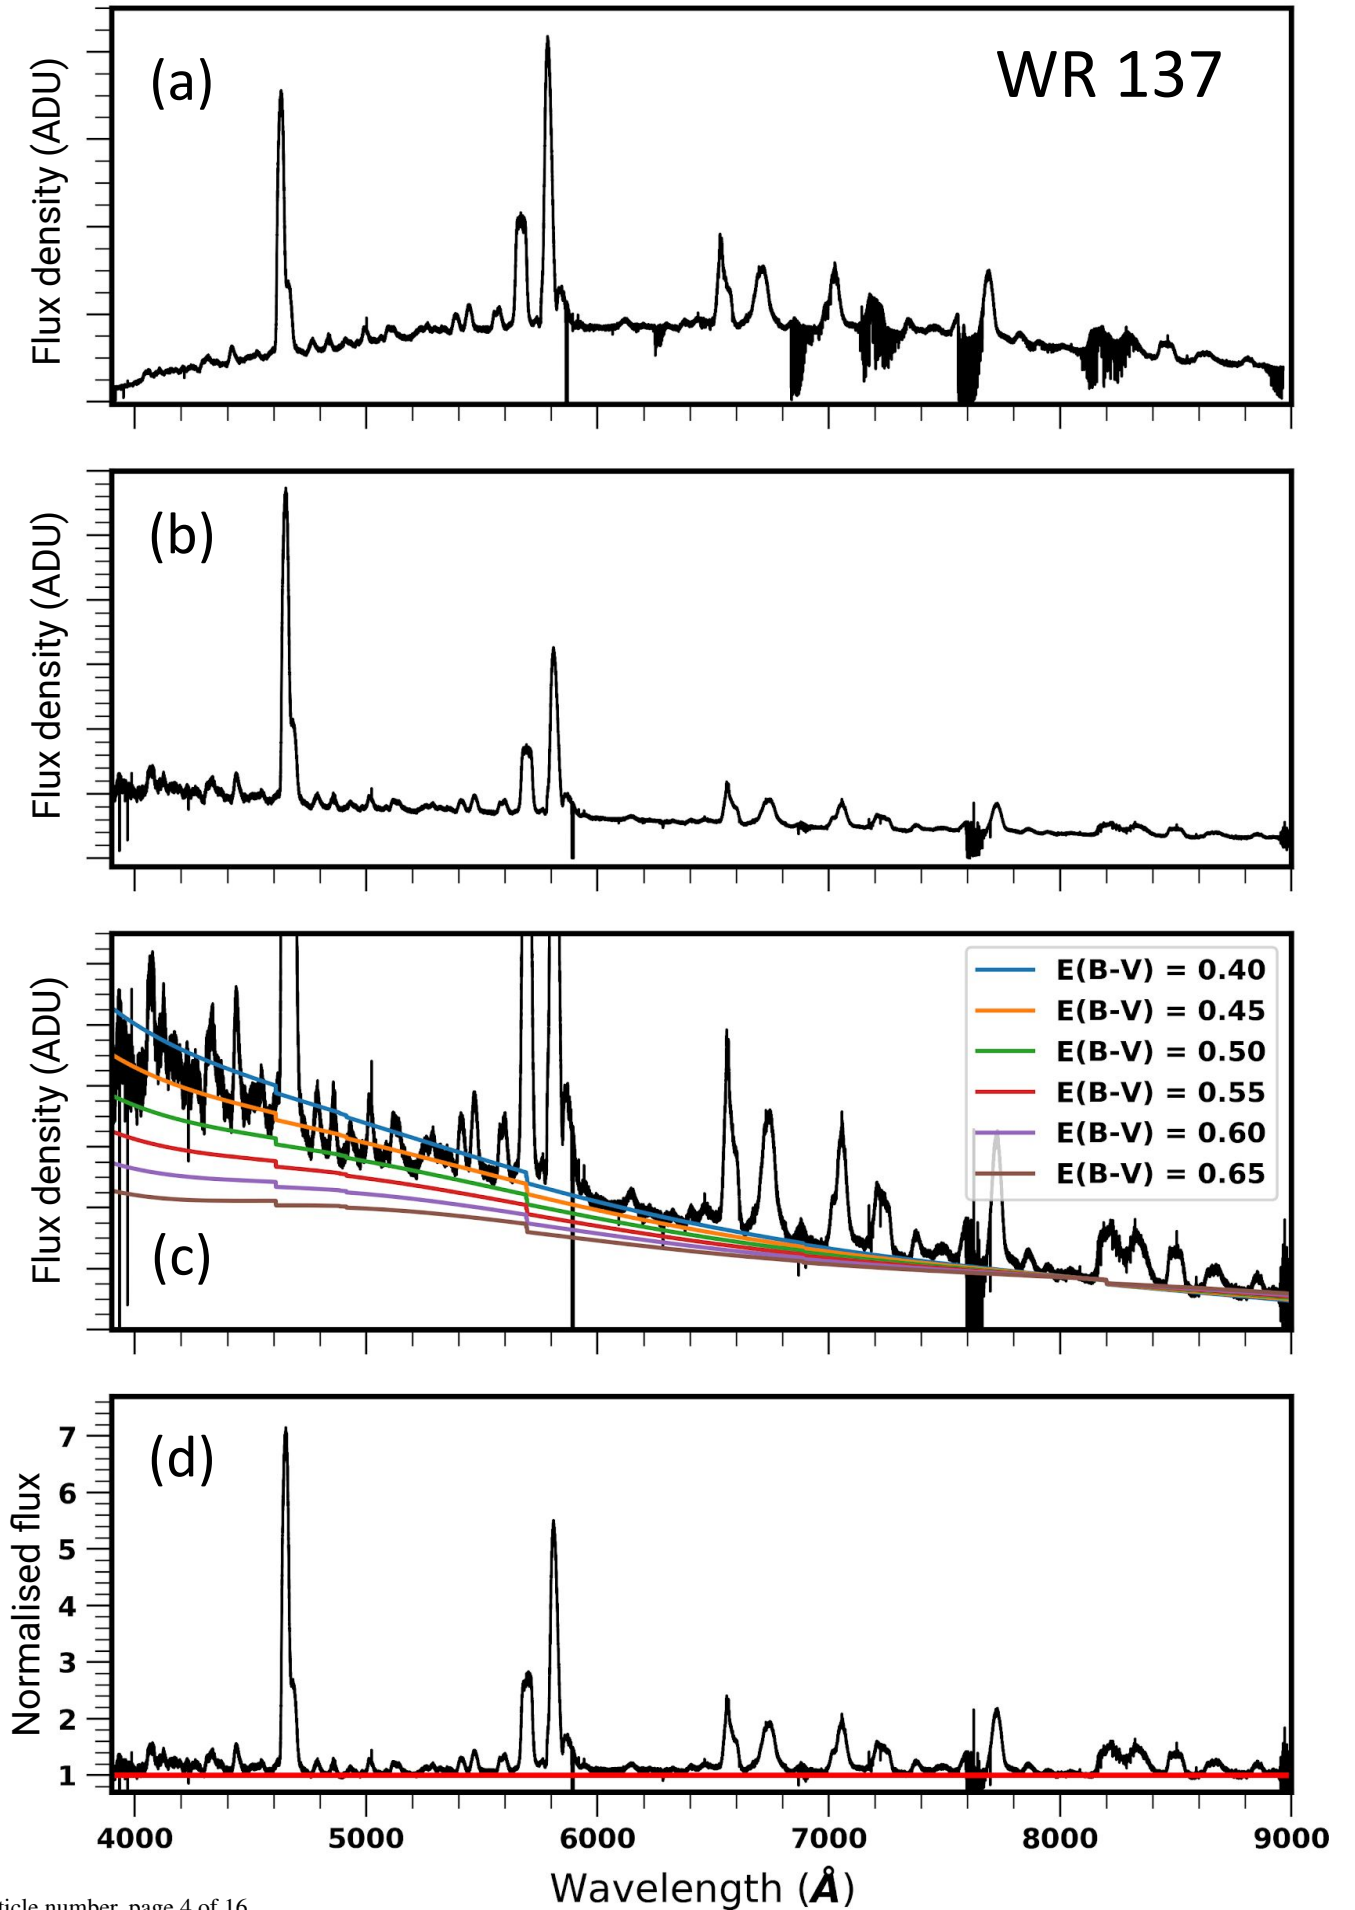 (a)
WR 137
Flux density (ADU)
(b)
Flux density (ADU)
(c)
Flux density (ADU)
E(B-V) = 0.40
E(B-V) = 0.45
E(B-V) = 0.50
E(B-V) = 0.55
E(B-V) = 0.60
E(B-V) = 0.65
(d)
Normalised flux
7
6
5
4
3
2
1
4000 5000 6000 7000 8000 9000
Wavelength (Å)
ticle number, page 4 of 16